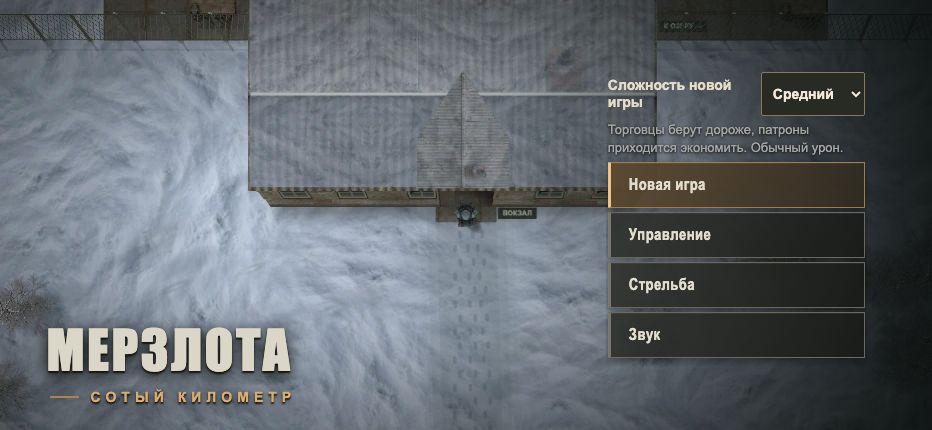 Сложность новой
игры
Средний
Торговцы берут дороже, патроны
приходится экономить. Обычный урон.
Новая игра
Управление
Стрельба
Звук
ВОКЗАЛ
МЕРЗЛОТА
СОТЫЙ КИЛОМЕТР